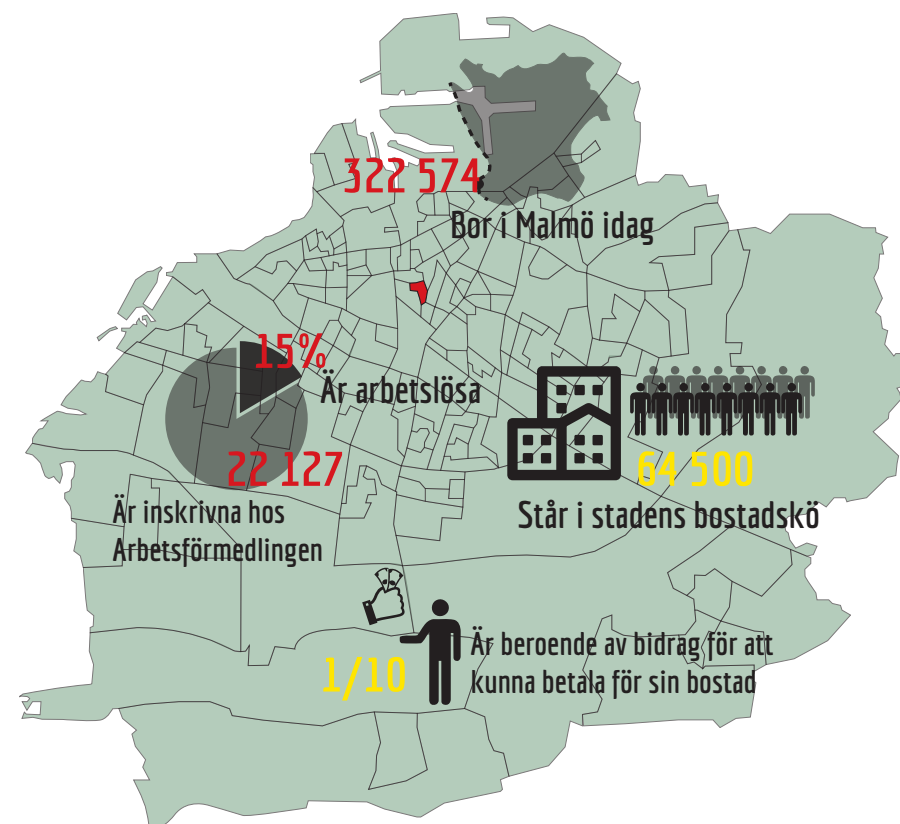 322 574
Bor i Malmö idag
15%
Är arbetslösa
22 127
Är inskrivna hos
Arbetsförmedlingen
64 500
Står i stadens bostadskö
1/10
Är beroende av bidrag för att
kunna betala för sin bostad